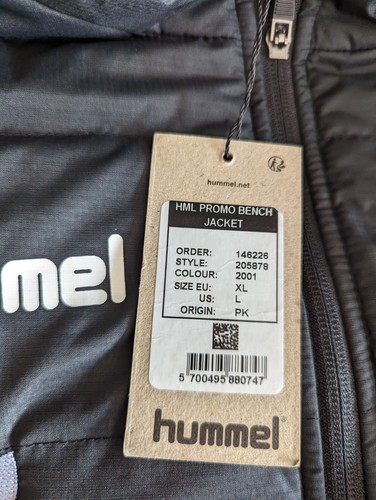 hummel.net
HML PROMO BENCH
JACKET
ORDER: 146226
STYLE: 205878
COLOUR: 2001
SIZE EU: XL
US: L
ORIGIN: PK
5 700495 880747
hummel®
mel